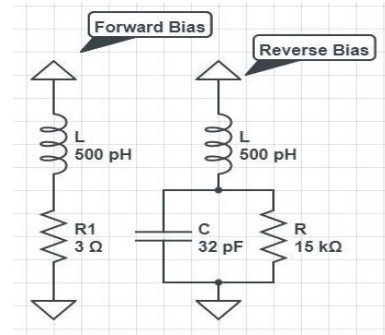 Forward Bias
Reverse Bias
L
500 pH
L
500 pH
R1
3 Ω
C
32 pF
R
15 kΩ